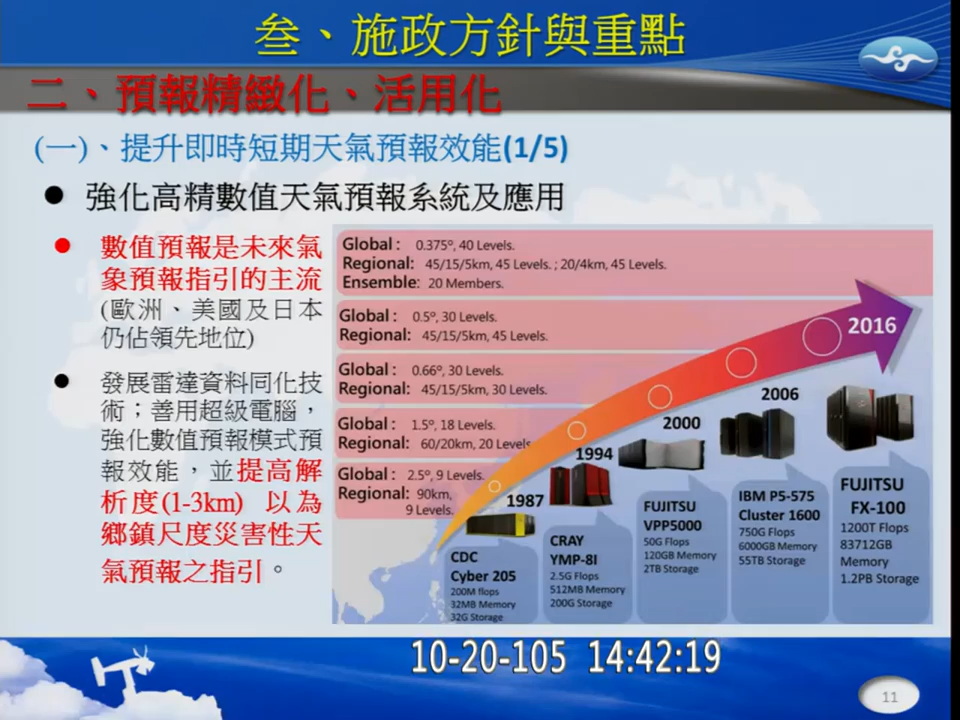 叁、施政方針與重點
二、預報精緻化、活用化
(一)、提升即時短期天氣預報效能(1/5)
● 強化高精數值天氣預報系統及應用
● 數值預報是未來氣
象預報指引的主流
(歐洲、美國及日本
仍佔領先地位)
● 發展雷達資料同化技
術；善用超級電腦，
強化數值預報模式預
報效能，並提高解
析度(1-3km) 以為
鄉鎮尺度災害性天
氣預報之指引。
Global : 0.375º, 40 Levels.
Regional: 45/15/5km, 45 Levels. ; 20/4km, 45 Levels.
Ensemble: 20 Members.
Global : 0.5º, 30 Levels.
Regional: 45/15/5km, 45 Levels.
Global : 0.66º, 30 Levels.
Regional: 45/15/5km, 30 Levels.
Global : 1.5º, 18 Levels.
Regional: 60/20km, 20 Levels
Global : 2.5º, 9 Levels.
Regional: 90km,
9 Levels.
1987
1994
2000
2006
2016
CDC
Cyber 205
200M flops
32MB Memory
32G Storage
CRAY
YMP-8I
2.5G Flops
512MB Memory
200G Storage
FUJITSU
VPP5000
50G Flops
120GB Memory
2TB Storage
IBM P5-575
Cluster 1600
750G Flops
6000GB Memory
55TB Storage
FUJITSU
FX-100
1200T Flops
83712GB
Memory
1.2PB Storage
10-20-105 14:42:19
11